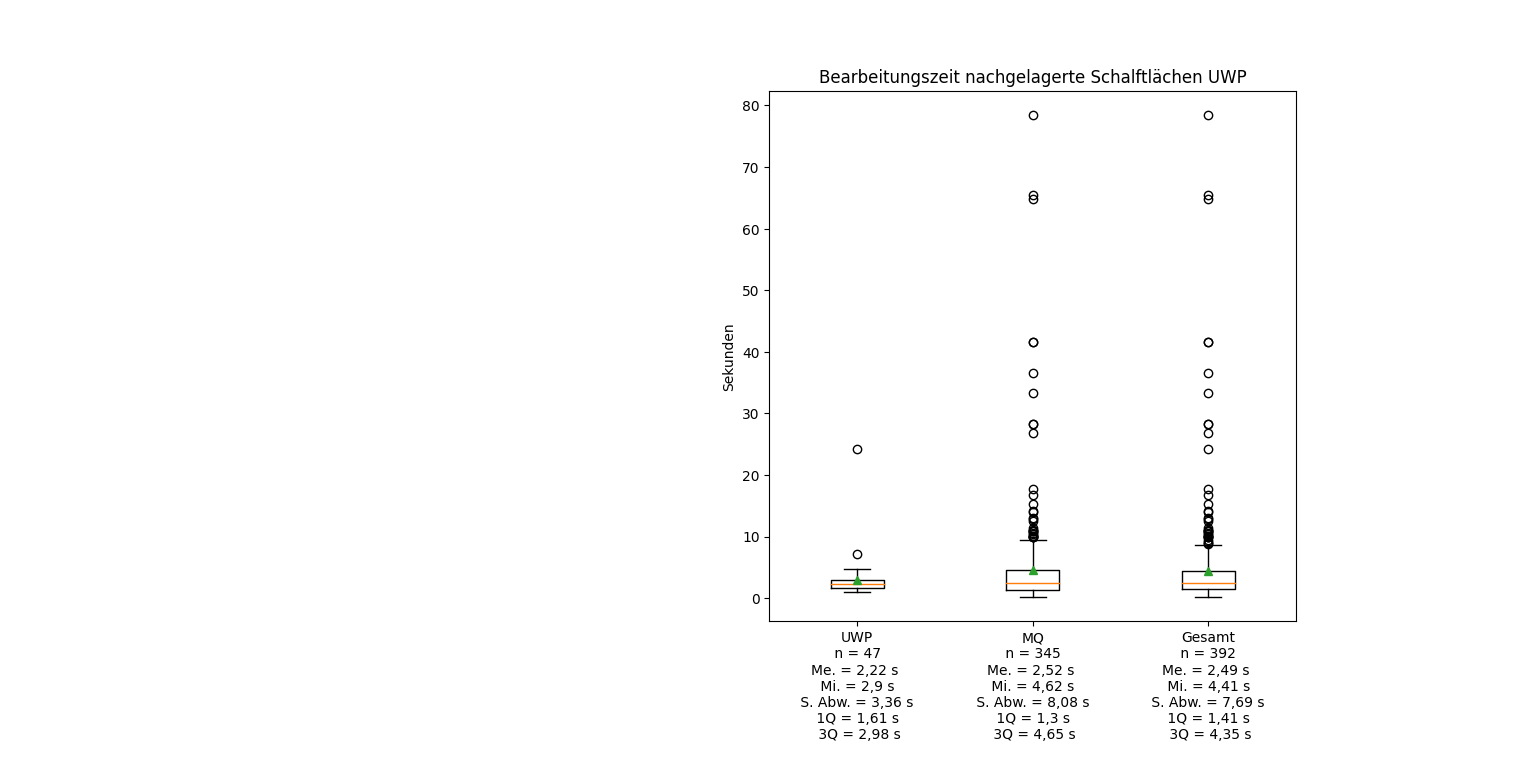 Bearbeitungszeit nachgelagerte Schalftlächen UWP
80
70
60
50
40
30
20
10
0
Sekunden
UWP MQ Gesamt
n = 47 n = 345 n = 392
Me. = 2,22 s Me. = 2,52 s Me. = 2,49 s
Mi. = 2,9 s Mi. = 4,62 s Mi. = 4,41 s
S. Abw. = 3,36 s S. Abw. = 8,08 s S. Abw. = 7,69 s
1Q = 1,61 s 1Q = 1,3 s 1Q = 1,41 s
3Q = 2,98 s 3Q = 4,65 s 3Q = 4,35 s